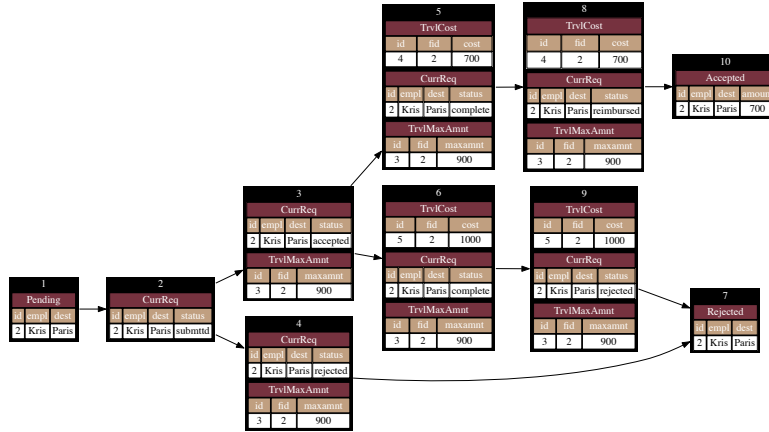 1
Pending
id empl dest
2 Kris Paris
2
CurrReq
id empl dest status
2 Kris Paris submttd
3
CurrReq
id empl dest status
2 Kris Paris accepted
TrvlMaxAmnt
id fid maxamnt
3 2 900
4
CurrReq
id empl dest status
2 Kris Paris rejected
TrvlMaxAmnt
id fid maxamnt
3 2 900
5
TrvlCost
id fid cost
4 2 700
CurrReq
id empl dest status
2 Kris Paris complete
TrvlMaxAmnt
id fid maxamnt
3 2 900
6
TrvlCost
id fid cost
5 2 1000
CurrReq
id empl dest status
2 Kris Paris complete
TrvlMaxAmnt
id fid maxamnt
3 2 900
8
TrvlCost
id fid cost
4 2 700
CurrReq
id empl dest status
2 Kris Paris reimbursed
TrvlMaxAmnt
id fid maxamnt
3 2 900
9
TrvlCost
id fid cost
5 2 1000
CurrReq
id empl dest status
2 Kris Paris rejected
TrvlMaxAmnt
id fid maxamnt
3 2 900
10
Accepted
id empl dest amount
2 Kris Paris 700
7
Rejected
id empl dest
2 Kris Paris